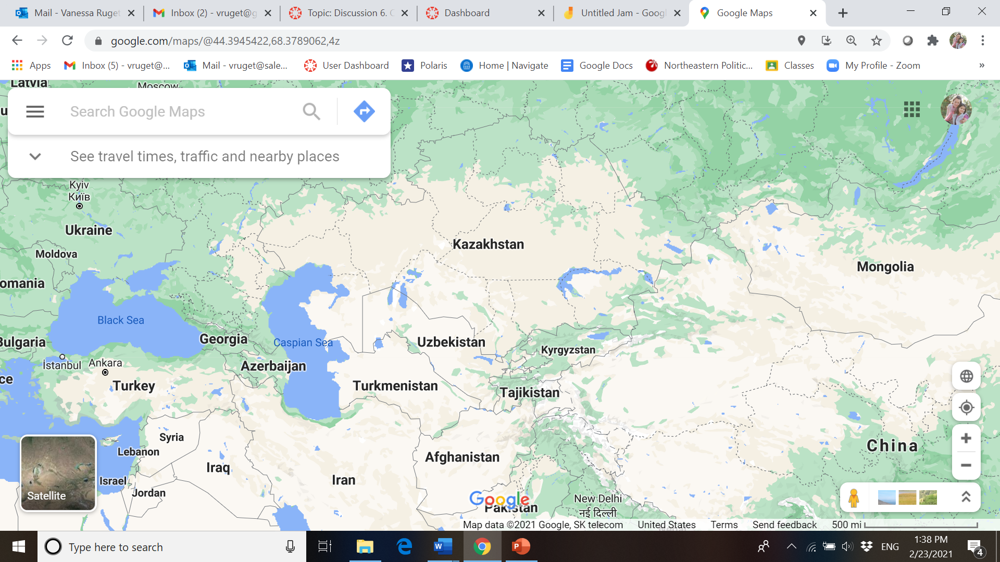 Mail - Vanessa Ruget
Inbox (2) - vruget@g
Topic: Discussion 6. C
Dashboard
Untitled Jam - Googl
Google Maps
google.com/maps/@44.3945422,68.3789062,4z
Apps
Inbox (5) - vruget@...
Mail - vruget@sale...
User Dashboard
Polaris
Home | Navigate
Google Docs
Northeastern Politic...
Classes
My Profile - Zoom
»
Latvia
Moscow
Search Google Maps
See travel times, traffic and nearby places
Kyiv
Київ
Ukraine
Moldova
omania
Kazakhstan
Mongolia
Black Sea
Bulgaria
Georgia
Caspian Sea
Uzbekistan
Kyrgyzstan
İstanbul
Ankara
Azerbaijan
ce
Turkey
Turkmenistan
Tajikistan
Syria
Lebanon
Iraq
Israel
Jordan
Iran
Afghanistan
China
Satellite
Google
Pakistan
New Delhi
नई दिल्ली
Map data ©2021 Google, SK telecom
United States
Terms
Send feedback
500 mi
Type here to search
ENG
1:38 PM
2/23/2021
4